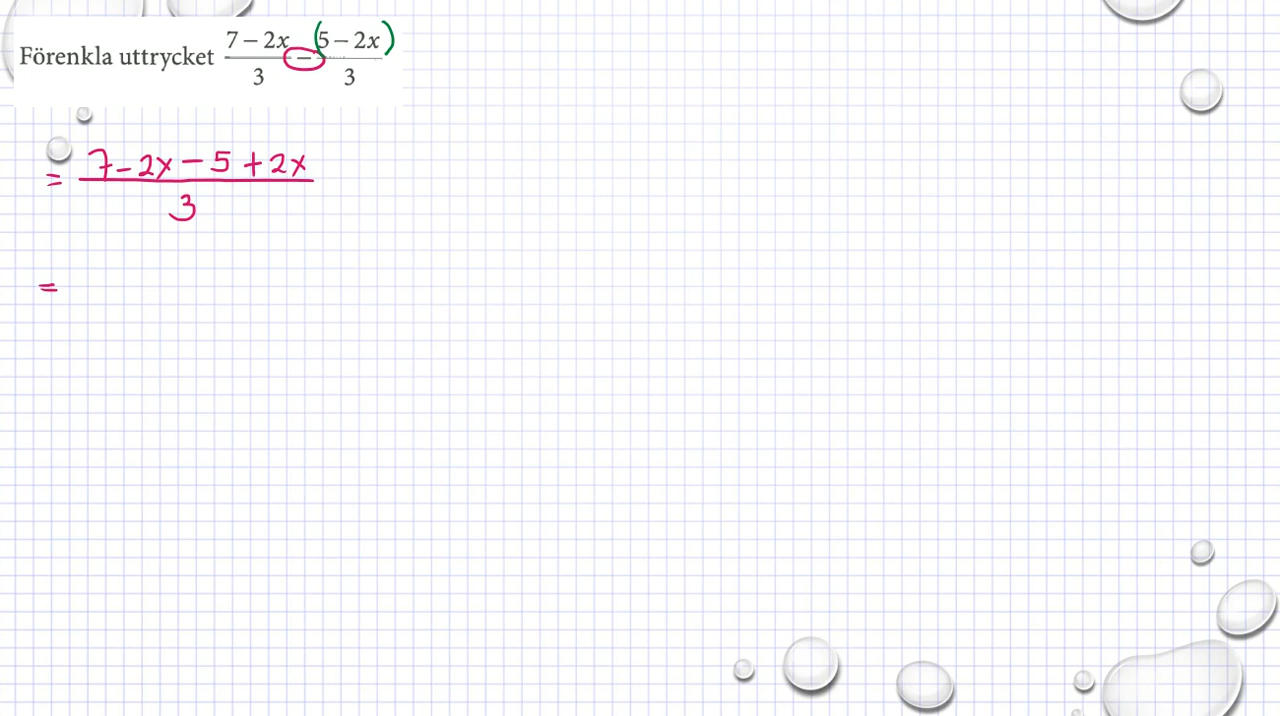 Förenkla uttrycket (7 − 2x)/3 − (5 − 2x)/3
= (7 − 2x − 5 + 2x)/3
=